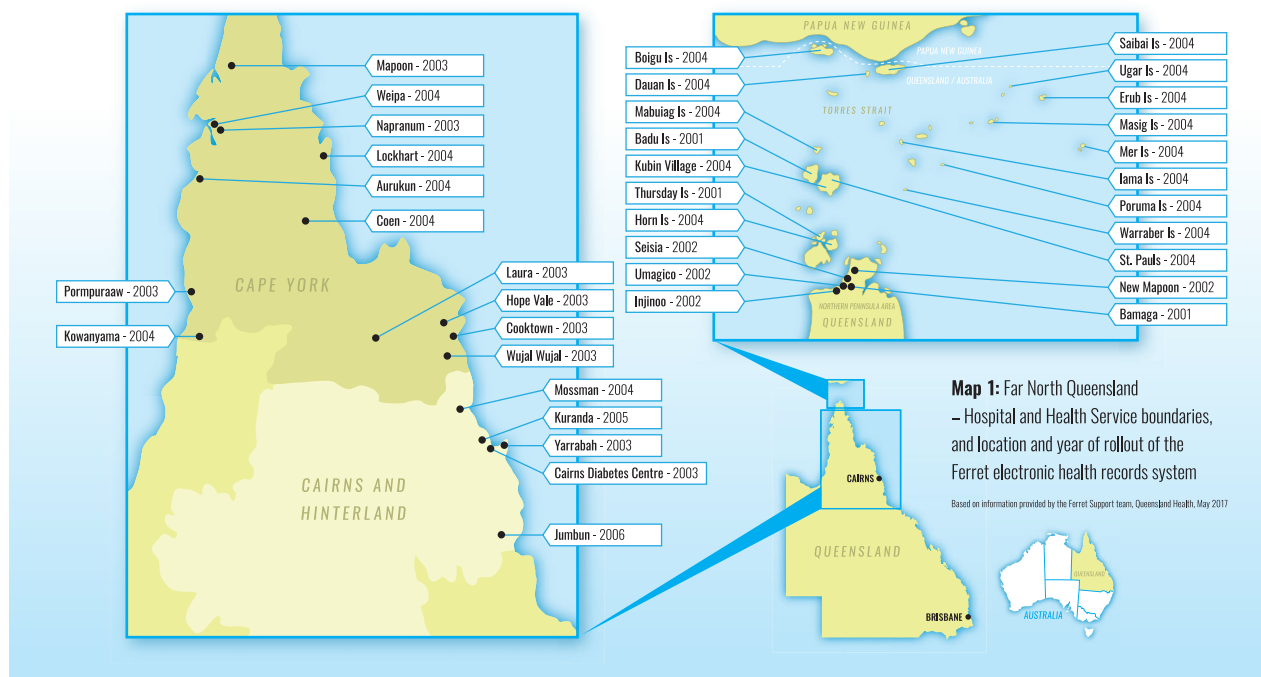 Mapoon - 2003
Weipa - 2004
Napranum - 2003
Lockhart - 2004
Aurukun - 2004
Coen - 2004
CAPE YORK
Pormpuraaw - 2003
Kowanyama - 2004
Laura - 2003
Hope Vale - 2003
Cooktown - 2003
Wujal Wujal - 2003
Mossman - 2004
Kuranda - 2005
Yarrabah - 2003
Cairns Diabetes Centre - 2003
CAIRNS AND
HINTERLAND
Jumbun - 2006
PAPUA NEW GUINEA
PAPUA NEW GUINEA
QUEENSLAND / AUSTRALIA
TORRES STRAIT
Boigu Is - 2004
Dauan Is - 2004
Mabuiag Is - 2004
Badu Is - 2001
Kubin Village - 2004
Thursday Is - 2001
Horn Is - 2004
Seisia - 2002
Umagico - 2002
Injinoo - 2002
Saibai Is - 2004
Ugar Is - 2004
Erub Is - 2004
Masig Is - 2004
Mer Is - 2004
Iama Is - 2004
Poruma Is - 2004
Warraber Is - 2004
St. Pauls - 2004
New Mapoon - 2002
Bamaga - 2001
NORTHERN PENINSULA AREA
QUEENSLAND
Map 1: Far North Queensland
– Hospital and Health Service boundaries,
and location and year of rollout of the
Ferret electronic health records system
Based on information provided by the Ferret Support team, Queensland Health, May 2017
CAIRNS
QUEENSLAND
BRISBANE
QUEENSLAND
AUSTRALIA